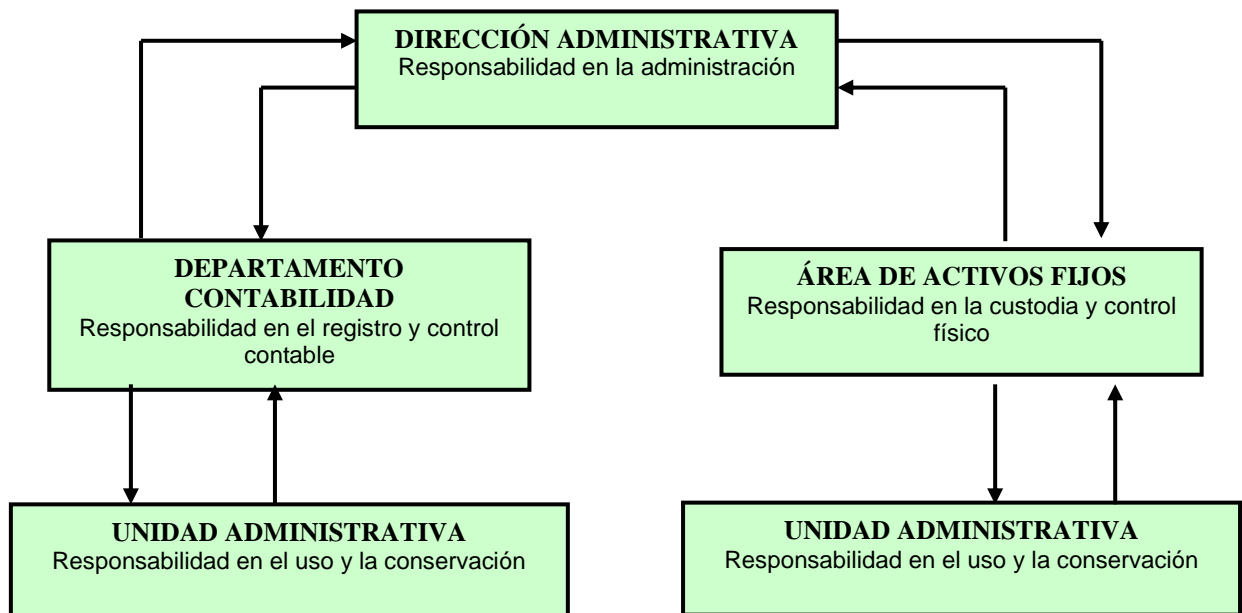 DIRECCIÓN ADMINISTRATIVA
Responsabilidad en la administración
DEPARTAMENTO
CONTABILIDAD
Responsabilidad en el registro y control
contable
ÁREA DE ACTIVOS FIJOS
Responsabilidad en la custodia y control
físico
UNIDAD ADMINISTRATIVA
Responsabilidad en el uso y la conservación
UNIDAD ADMINISTRATIVA
Responsabilidad en el uso y la conservación